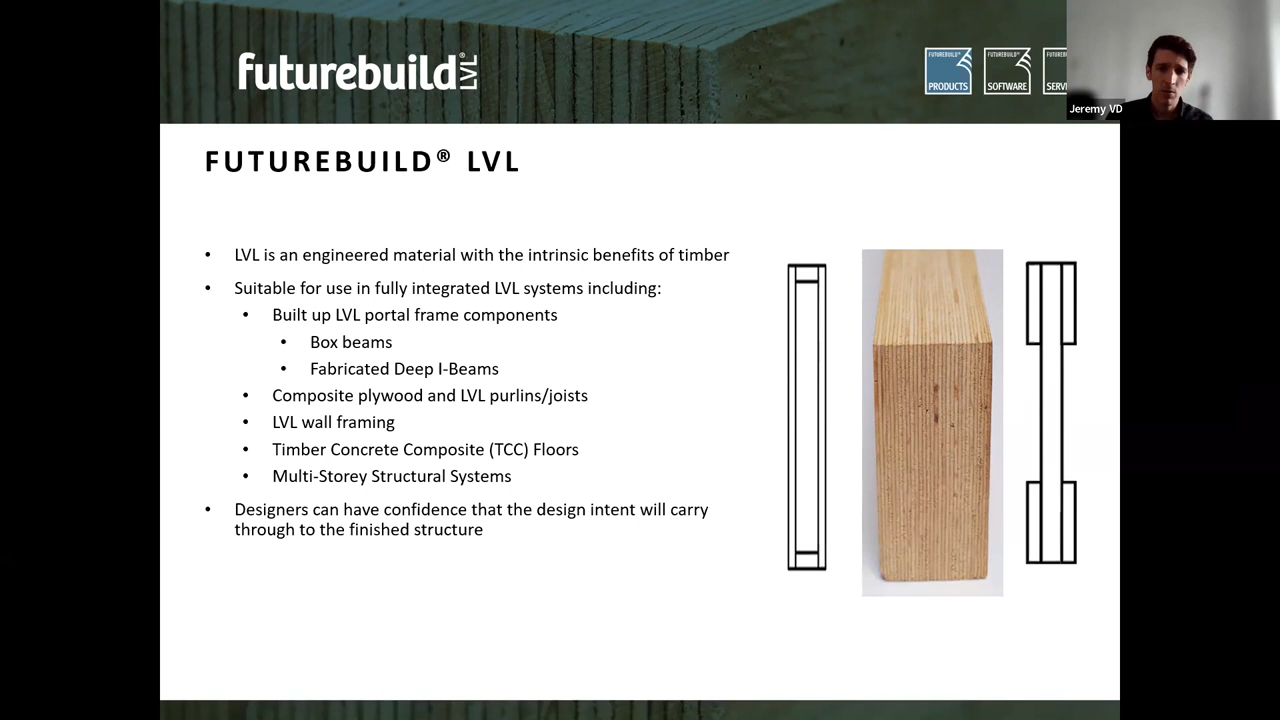 futurebuild LVL®
FUTUREBUILD®
PRODUCTS
FUTUREBUILD®
SOFTWARE
FUTUREBUILD
SERVI
Jeremy VD
FUTUREBUILD® LVL
• LVL is an engineered material with the intrinsic benefits of timber
• Suitable for use in fully integrated LVL systems including:
• Built up LVL portal frame components
• Box beams
• Fabricated Deep I-Beams
• Composite plywood and LVL purlins/joists
• LVL wall framing
• Timber Concrete Composite (TCC) Floors
• Multi-Storey Structural Systems
• Designers can have confidence that the design intent will carry
through to the finished structure